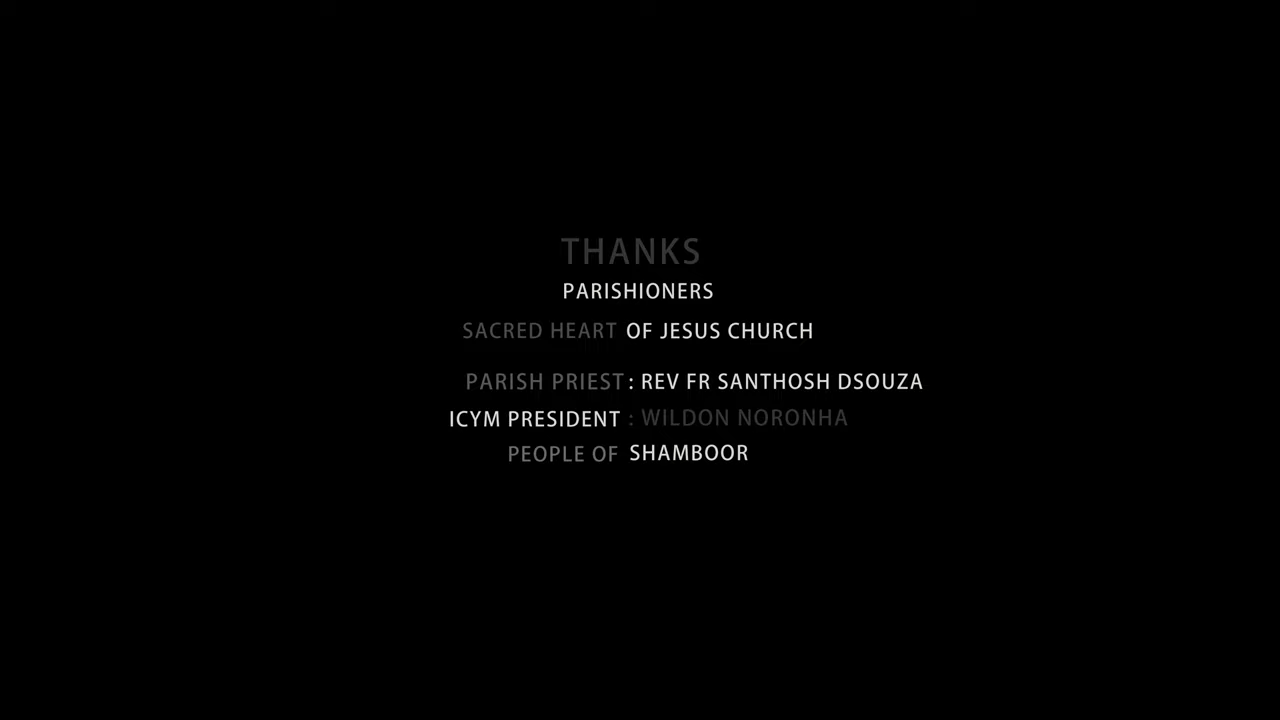 THANKS
PARISHIONERS
SACRED HEART OF JESUS CHURCH
PARISH PRIEST : REV FR SANTHOSH DSOUZA
ICYM PRESIDENT : WILDON NORONHA
PEOPLE OF SHAMBOOR